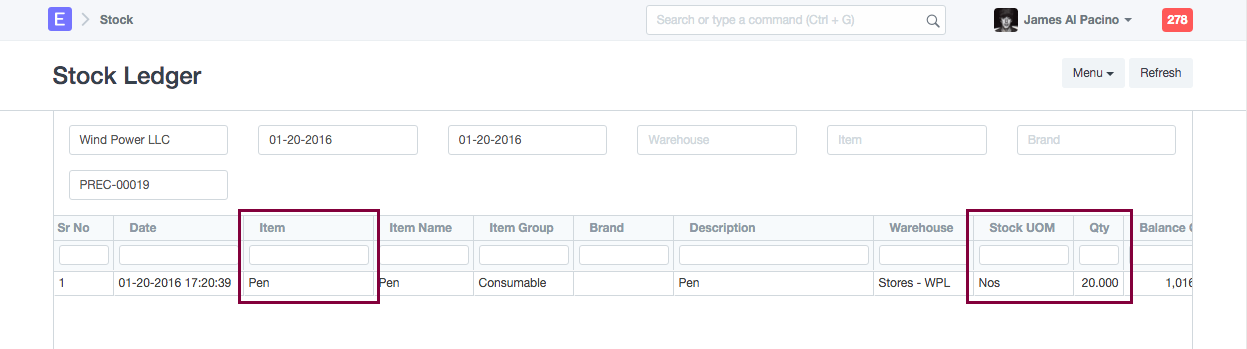 E Stock Search or type a command (Ctrl + G) James Al Pacino 278
Stock Ledger Menu Refresh
Wind Power LLC 01-20-2016 01-20-2016 Warehouse Item Brand
PREC-00019
Sr No Date Item Item Name Item Group Brand Description Warehouse Stock UOM Qty Balance
1 01-20-2016 17:20:39 Pen Pen Consumable Pen Stores - WPL Nos 20.000 1,016